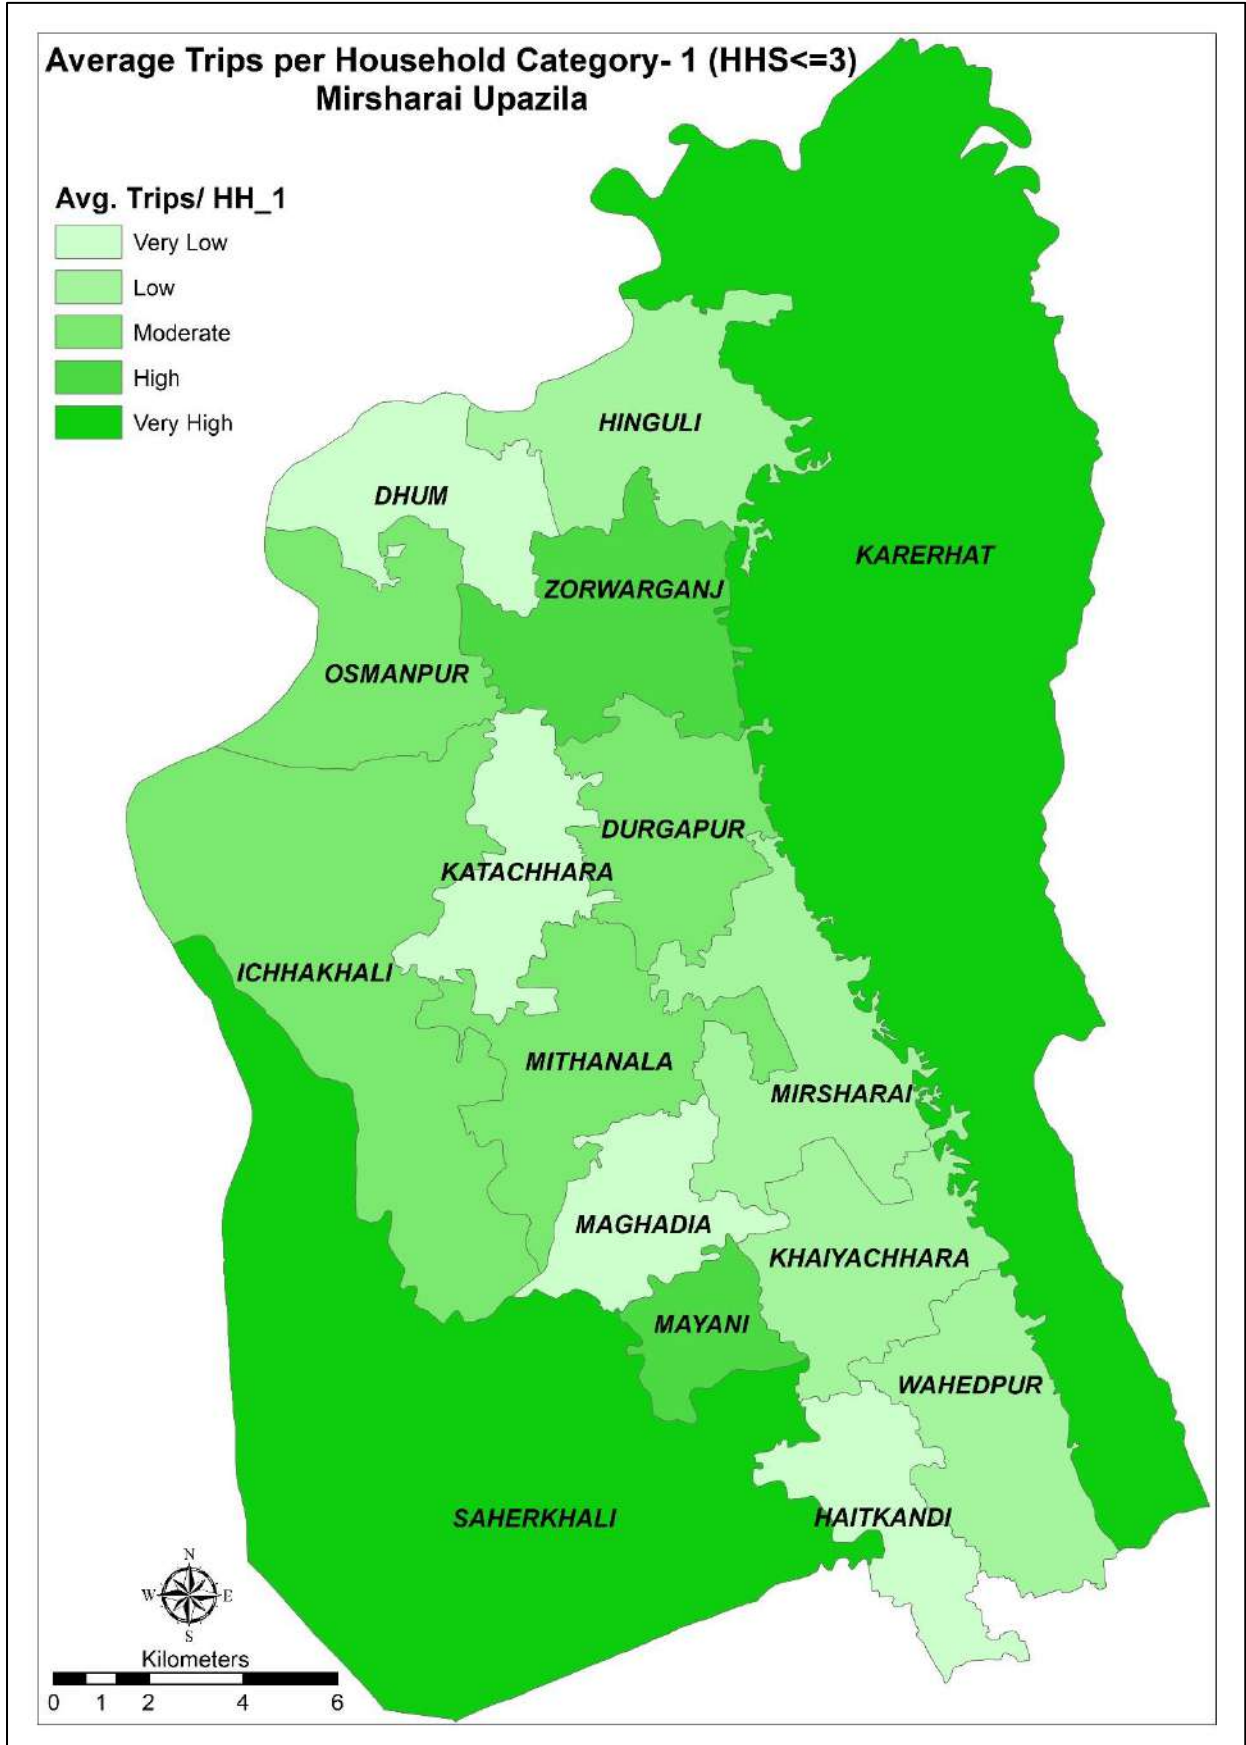 Average Trips per Household Category- 1 (HHS<=3)
Mirsharai Upazila
Avg. Trips/ HH_1
Very Low
Low
Moderate
High
Very High
HINGULI
DHUM
KARERHAT
ZORWARGANJ
OSMANPUR
DURGAPUR
KATACHHARA
ICHHAKHALI
MITHANALA
MIRSHARAI
MAGHADIA
KHAIYACHHARA
MAYANI
WAHEDPUR
SAHERKHALI
HAITKANDI
N
W E
S
Kilometers
0 1 2 4 6